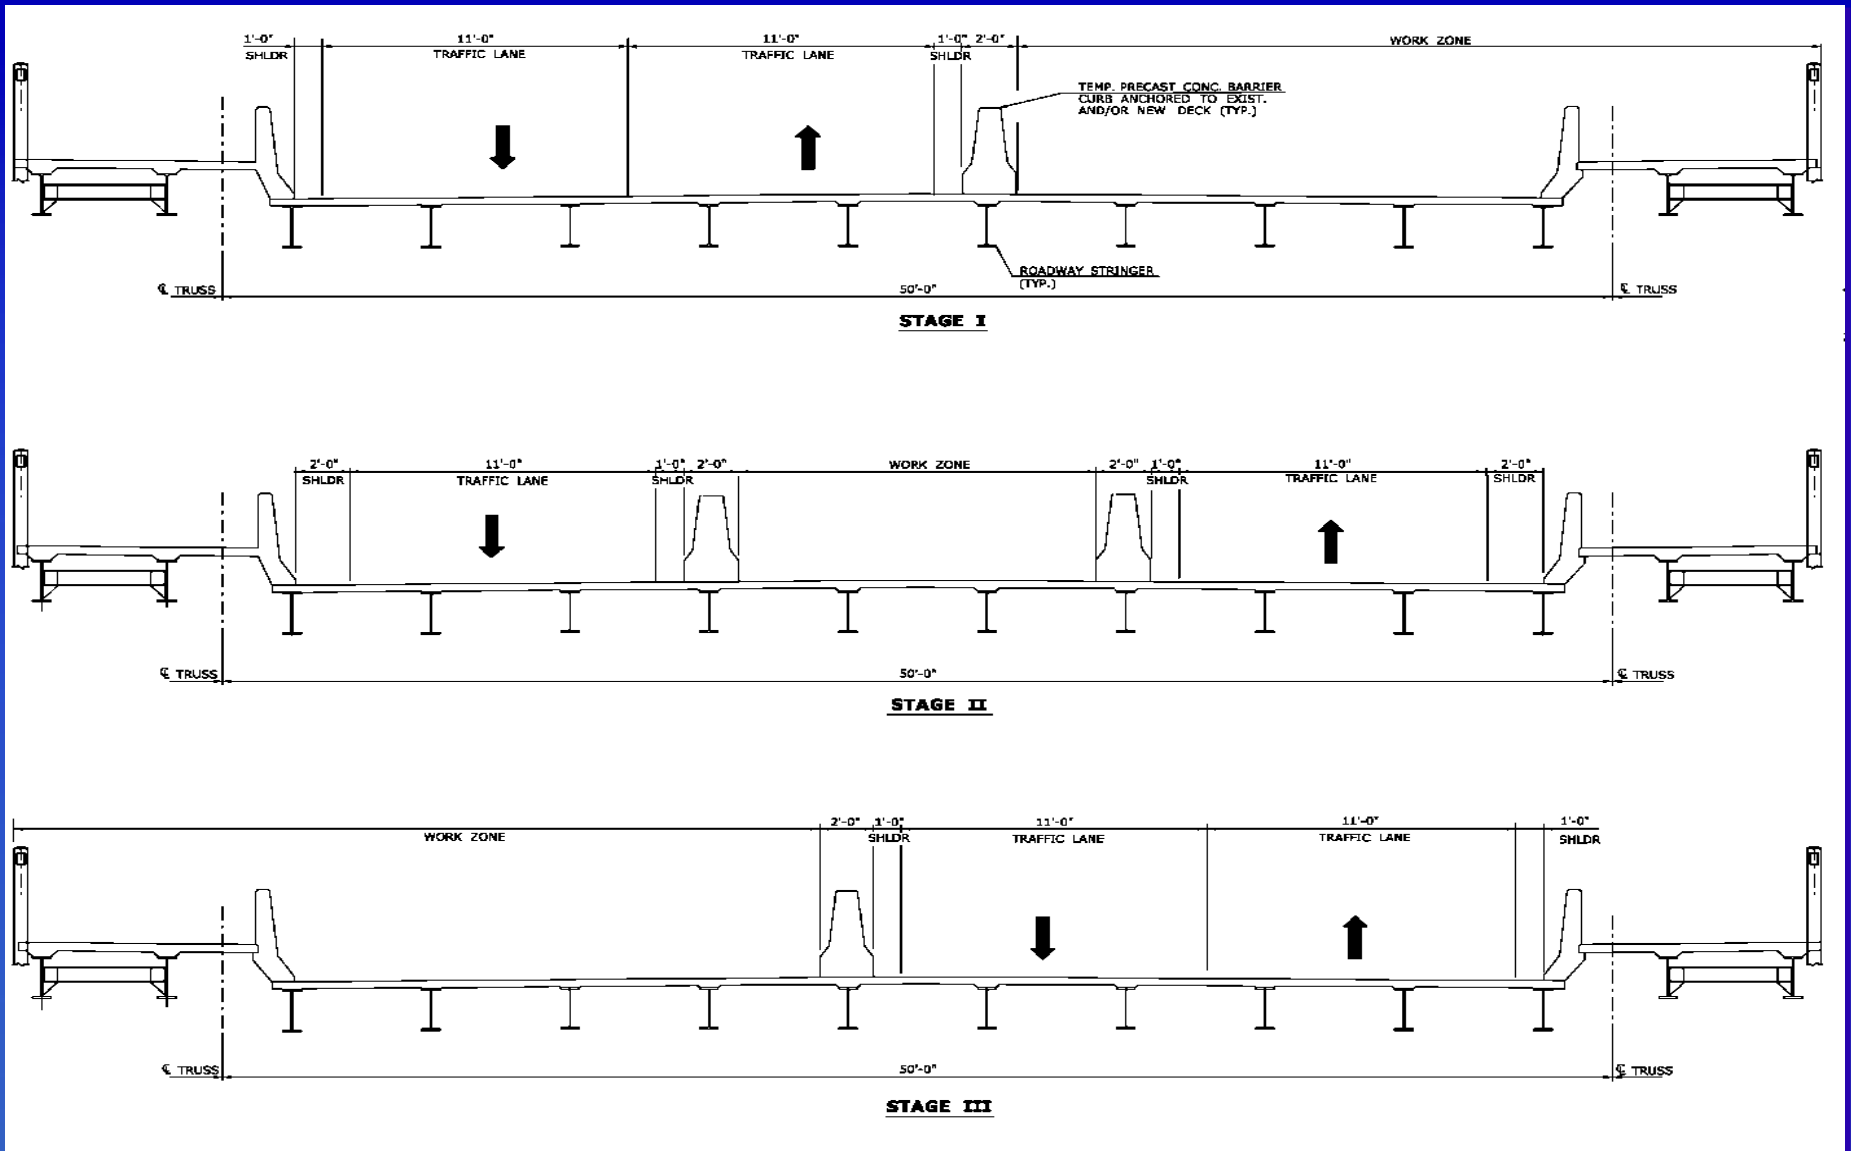 1'-0" 11'-0" 11'-0" 1'-0" 2'-0" WORK ZONE
SHLDR TRAFFIC LANE TRAFFIC LANE SHLDR
TEMP. PRECAST CONC. BARRIER
CURB ANCHORED TO EXIST.
AND/OR NEW DECK (TYP.)
ROADWAY STRINGER
(TYP.)
℄ TRUSS 50'-0" ℄ TRUSS
STAGE I
2'-0" 11'-0" 1'-0" 2'-0" WORK ZONE 2'-0" 1'-0" 11'-0" 2'-0"
SHLDR TRAFFIC LANE SHLDR SHLDR TRAFFIC LANE SHLDR
℄ TRUSS 50'-0" ℄ TRUSS
STAGE II
2'-0" 1'-0" 11'-0" 11'-0" 1'-0"
WORK ZONE SHLDR TRAFFIC LANE TRAFFIC LANE SHLDR
℄ TRUSS 50'-0" ℄ TRUSS
STAGE III